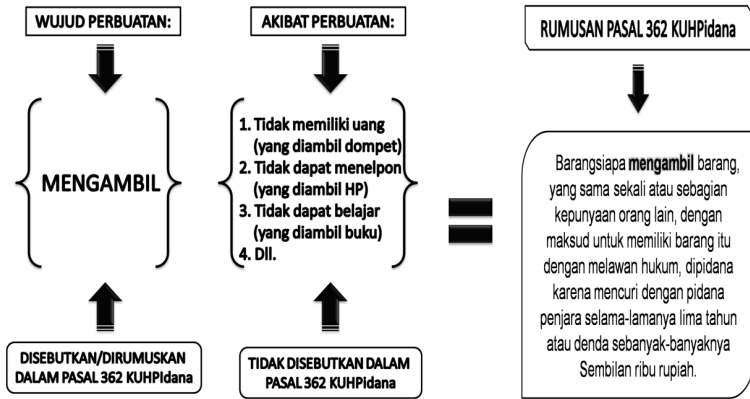 WUJUD PERBUATAN:
MENGAMBIL
DISEBUTKAN/DIRUMUSKAN
DALAM PASAL 362 KUHPIdana
AKIBAT PERBUATAN:
1. Tidak memiliki uang
(yang diambil dompet)
2. Tidak dapat menelpon
(yang diambil HP)
3. Tidak dapat belajar
(yang diambil buku)
4. Dll.
TIDAK DISEBUTKAN DALAM
PASAL 362 KUHPIdana
=
RUMUSAN PASAL 362 KUHPidana
Barangsiapa mengambil barang,
yang sama sekali atau sebagian
kepunyaan orang lain, dengan
maksud untuk memiliki barang itu
dengan melawan hukum, dipidana
karena mencuri dengan pidana
penjara selama-lamanya lima tahun
atau denda sebanyak-banyaknya
Sembilan ribu rupiah.